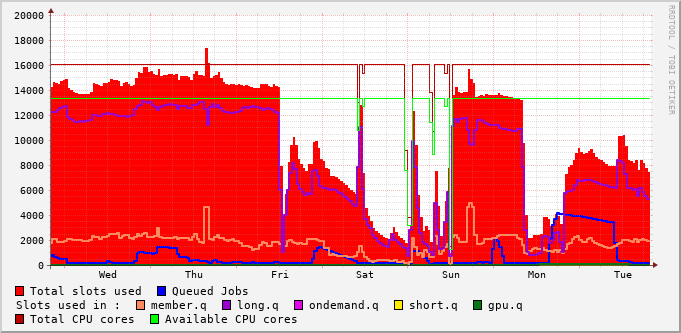 20000
18000
16000
14000
12000
10000
8000
6000
4000
2000
0
Wed Thu Fri Sat Sun Mon Tue
RRDTOOL / TOBI OETIKER
Total slots used Queued Jobs
Slots used in : member.q long.q ondemand.q short.q gpu.q
Total CPU cores Available CPU cores